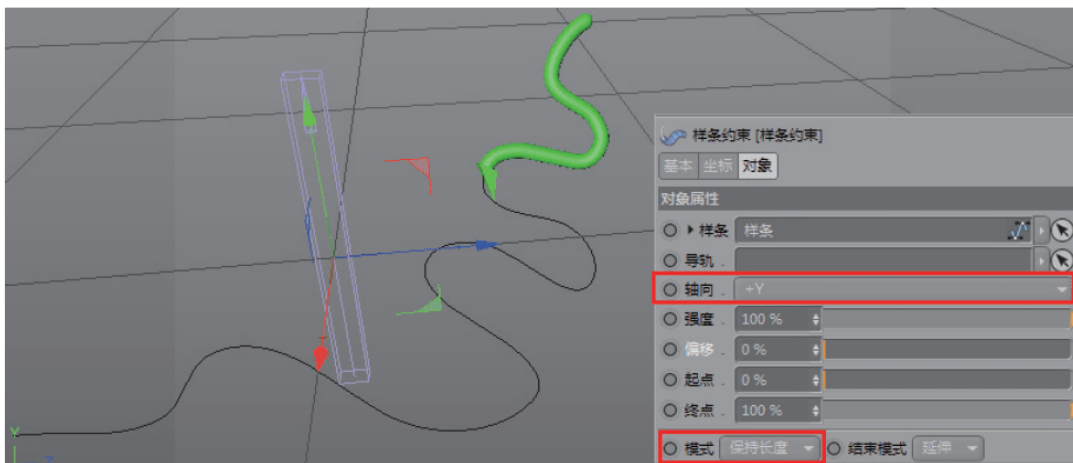 样条约束 [样条约束]
基本 坐标 对象
对象属性
样条 样条
导轨 .
轴向 . +Y
强度 . 100 %
偏移 . 0 %
起点 . 0 %
终点 . 100 %
模式 保持长度 结束模式 延伸
Y
Z